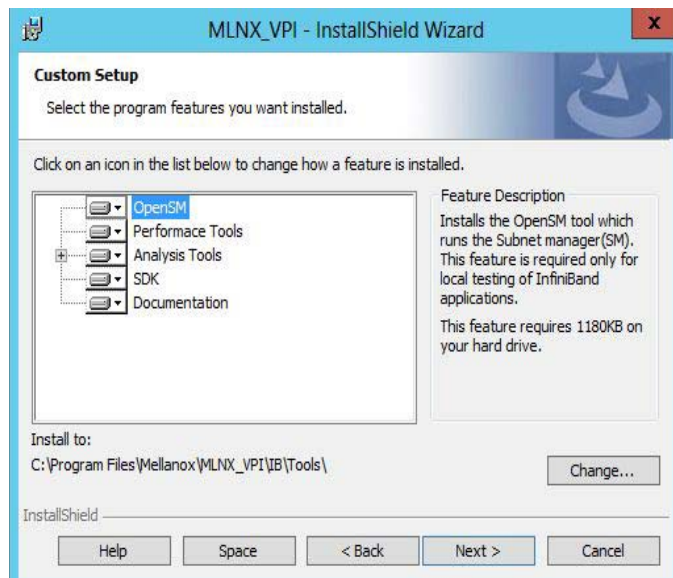 MLNX_VPI - InstallShield Wizard
x
Custom Setup
Select the program features you want installed.
Click on an icon in the list below to change how a feature is installed.
OpenSM
Performace Tools
Analysis Tools
SDK
Documentation
Feature Description
Installs the OpenSM tool which
runs the Subnet manager(SM).
This feature is required only for
local testing of InfiniBand
applications.
This feature requires 1180KB on
your hard drive.
Install to:
C:\Program Files\Mellanox\MLNX_VPI\IB\Tools\
Change...
InstallShield
Help
Space
< Back
Next >
Cancel